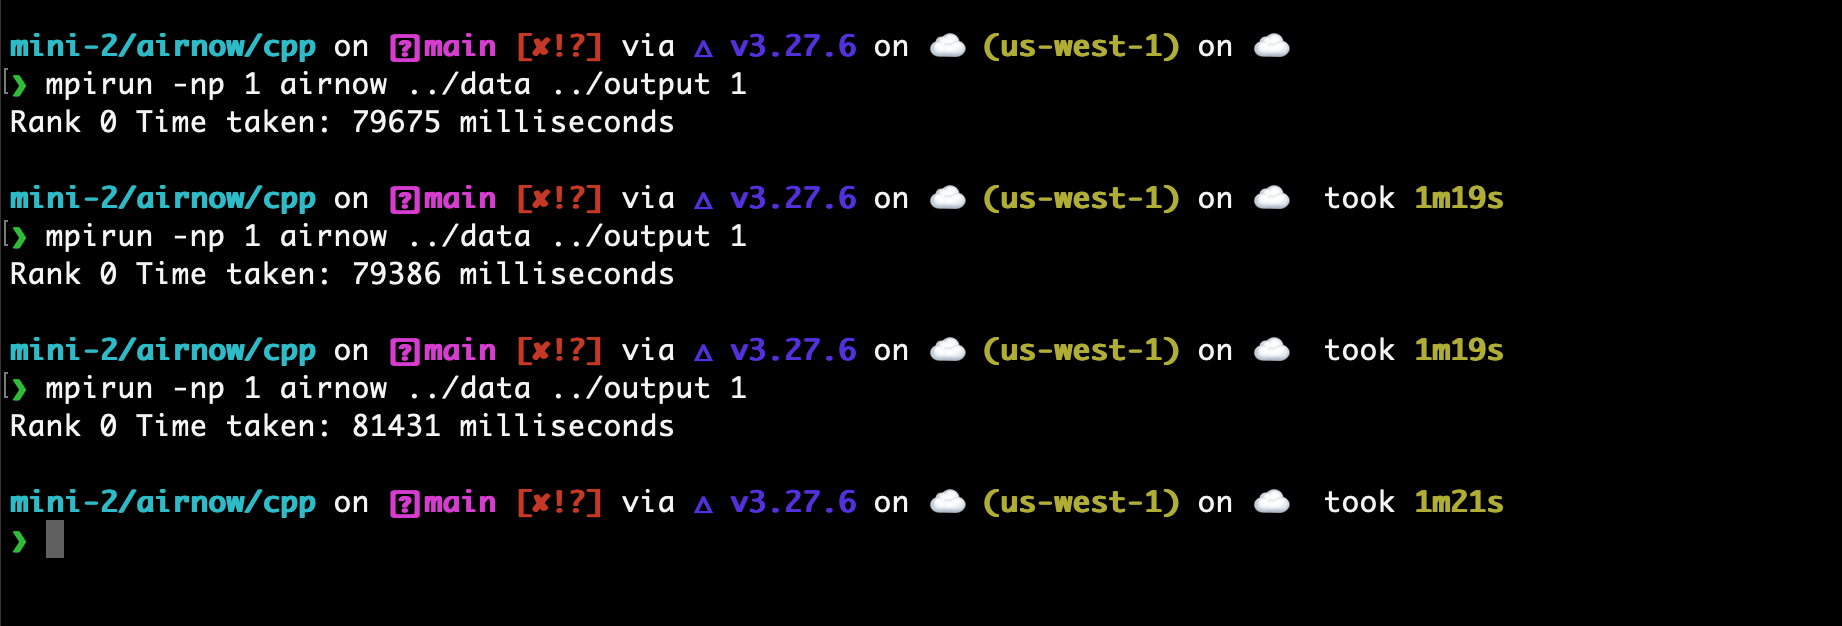 mini-2/airnow/cpp on ⍰ main [✘!?] via △ v3.27.6 on ☁️ (us-west-1) on ☁️
❯ mpirun -np 1 airnow ../data ../output 1
Rank 0 Time taken: 79675 milliseconds
mini-2/airnow/cpp on ⍰ main [✘!?] via △ v3.27.6 on ☁️ (us-west-1) on ☁️ took 1m19s
❯ mpirun -np 1 airnow ../data ../output 1
Rank 0 Time taken: 79386 milliseconds
mini-2/airnow/cpp on ⍰ main [✘!?] via △ v3.27.6 on ☁️ (us-west-1) on ☁️ took 1m19s
❯ mpirun -np 1 airnow ../data ../output 1
Rank 0 Time taken: 81431 milliseconds
mini-2/airnow/cpp on ⍰ main [✘!?] via △ v3.27.6 on ☁️ (us-west-1) on ☁️ took 1m21s
❯